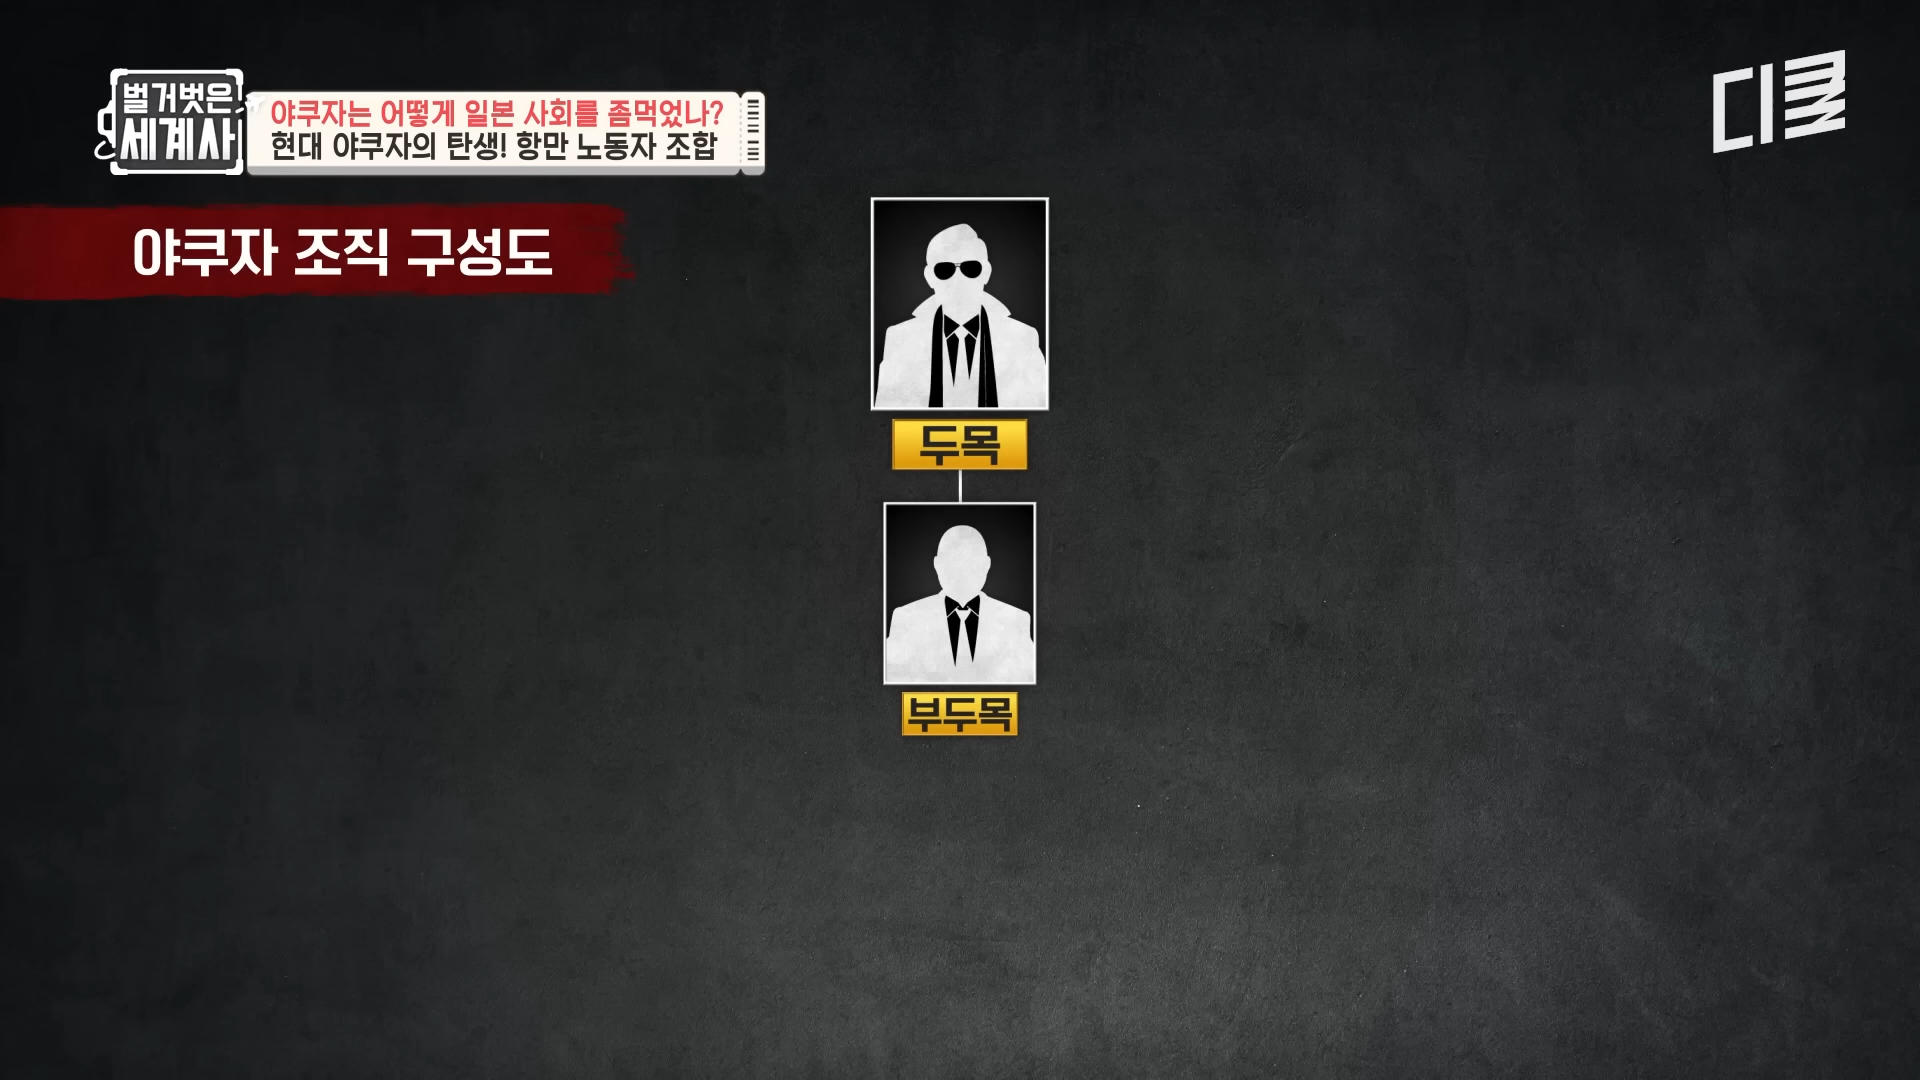 벌거벗은
세계사
야쿠자는 어떻게 일본 사회를 좀먹었나?
현대 야쿠자의 탄생! 항만 노동자 조합
디클
야쿠자 조직 구성도
두목
부두목